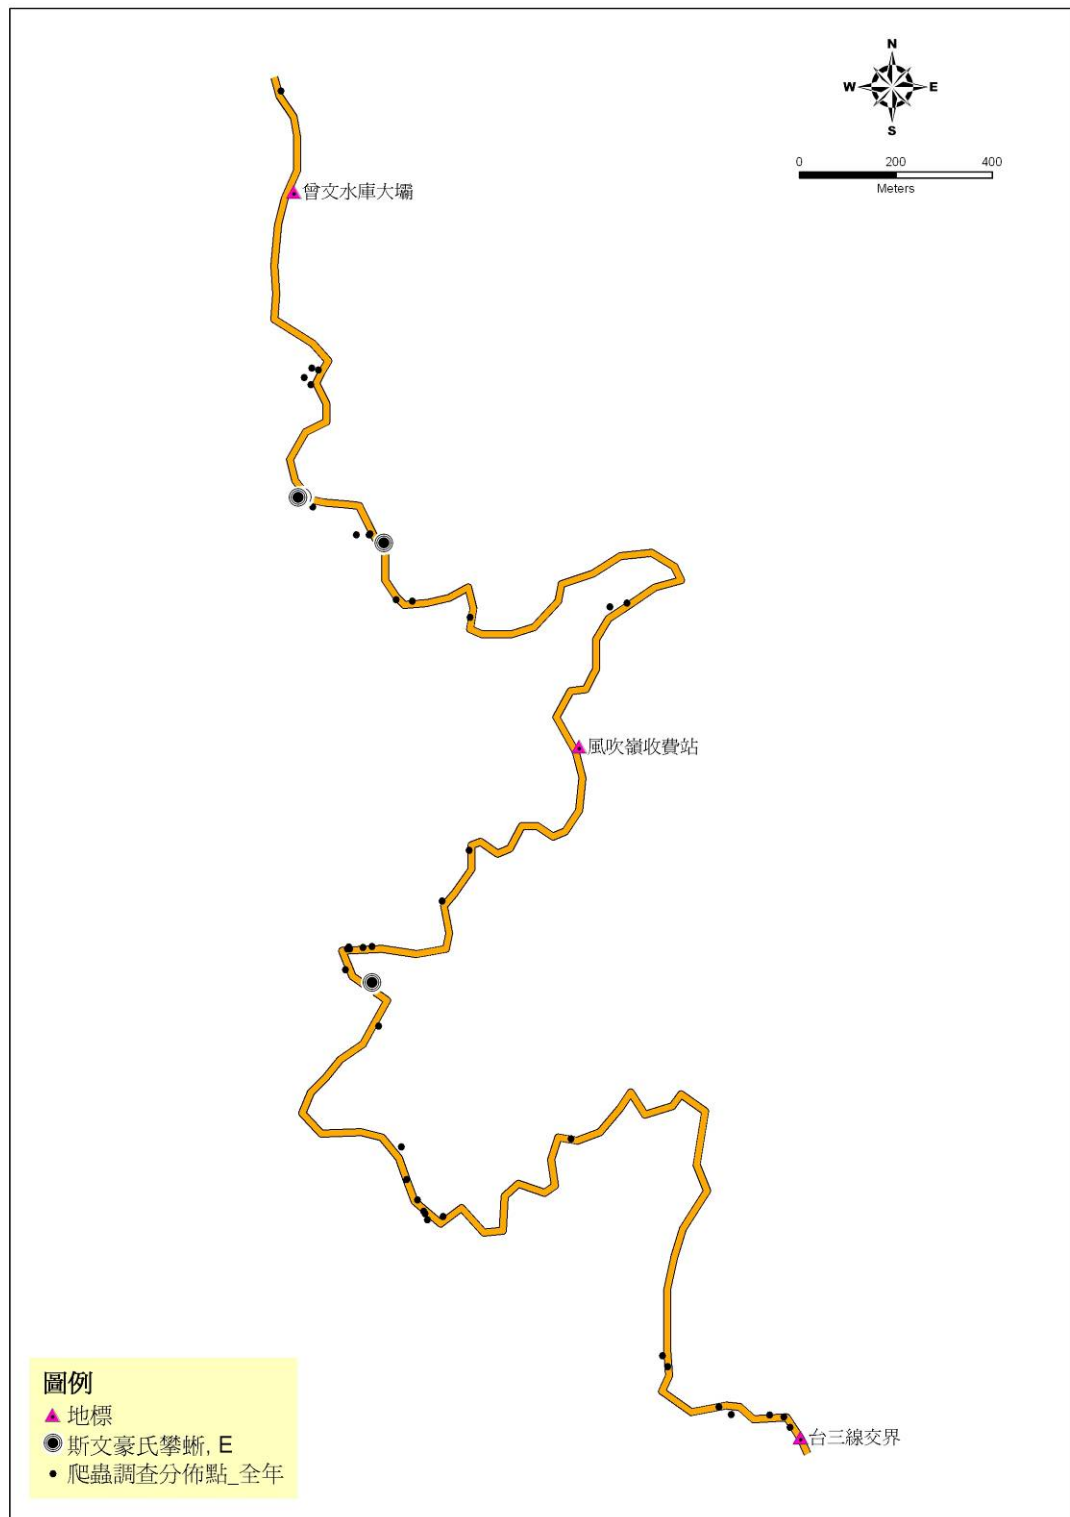 N
W E
S
0 200 400
Meters
曾文水庫大壩
風吹嶺收費站
台三線交界
圖例
地標
斯文豪氏攀蜥, E
爬蟲調查分佈點_全年